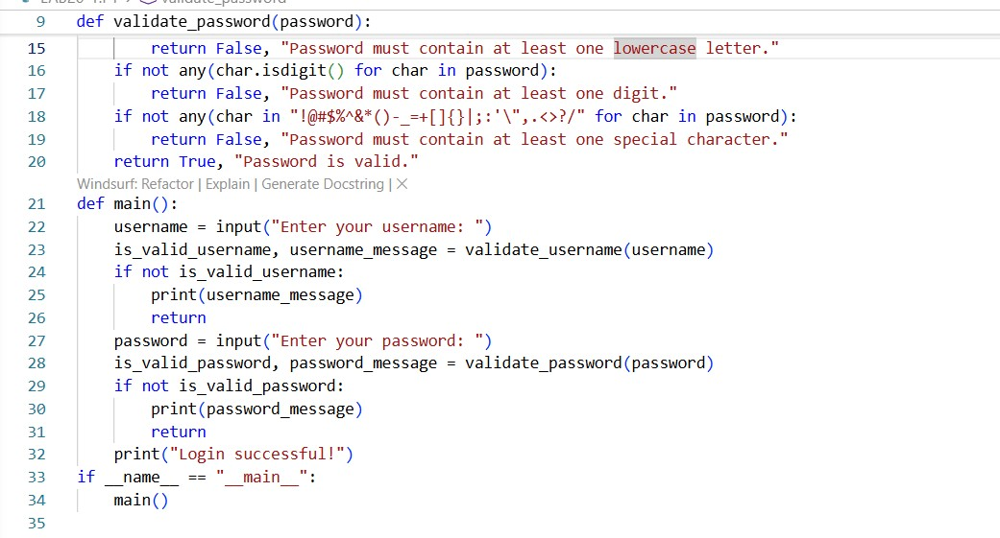 validate_password
9 def validate_password(password):
15 return False, "Password must contain at least one lowercase letter."
16 if not any(char.isdigit() for char in password):
17 return False, "Password must contain at least one digit."
18 if not any(char in "!@#$%^&*()-_=+[]{}|;:'\",.<>?/" for char in password):
19 return False, "Password must contain at least one special character."
20 return True, "Password is valid."
Windsurf: Refactor | Explain | Generate Docstring | ×
21 def main():
22 username = input("Enter your username: ")
23 is_valid_username, username_message = validate_username(username)
24 if not is_valid_username:
25 print(username_message)
26 return
27 password = input("Enter your password: ")
28 is_valid_password, password_message = validate_password(password)
29 if not is_valid_password:
30 print(password_message)
31 return
32 print("Login successful!")
33 if __name__ == "__main__":
34 main()
35